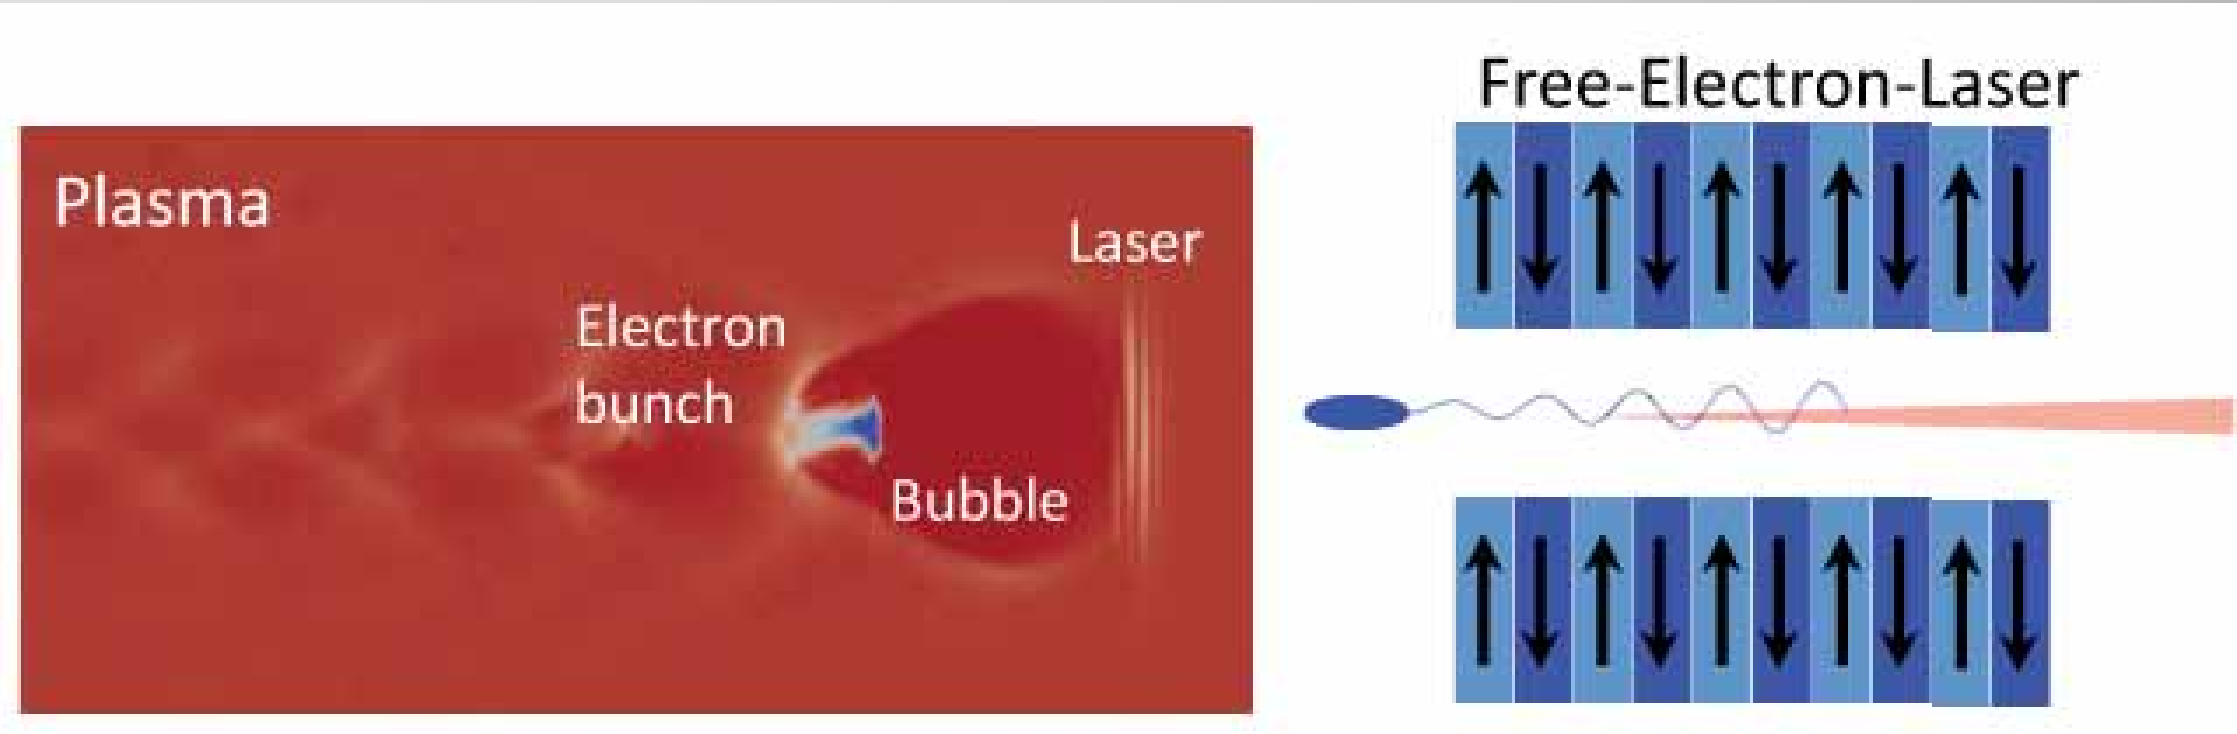 Free-Electron-Laser
Plasma
Laser
Electron
bunch
Bubble